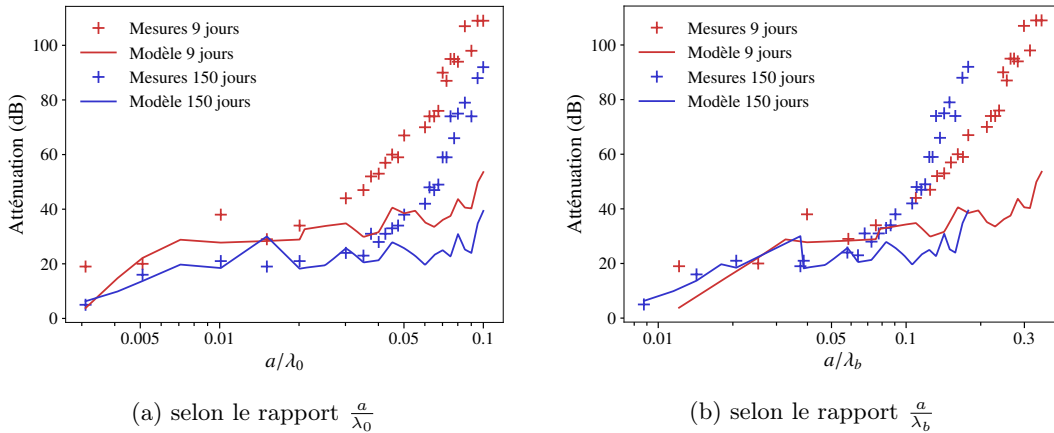 Atténuation (dB)
100
80
60
40
20
0
Mesures 9 jours
Modèle 9 jours
Mesures 150 jours
Modèle 150 jours
0.005
0.01
0.05
0.1
a/λ₀
(a) selon le rapport a/λ₀
Atténuation (dB)
100
80
60
40
20
0
Mesures 9 jours
Modèle 9 jours
Mesures 150 jours
Modèle 150 jours
0.01
0.1
0.3
a/λ_b
(b) selon le rapport a/λ_b